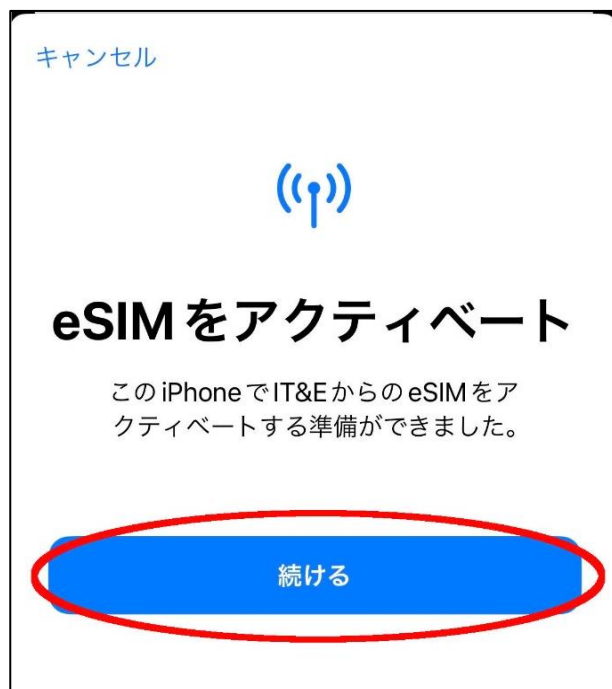 キャンセル
eSIMをアクティベート
このiPhoneでIT&EからのeSIMをア
クティベートする準備ができました。
続ける